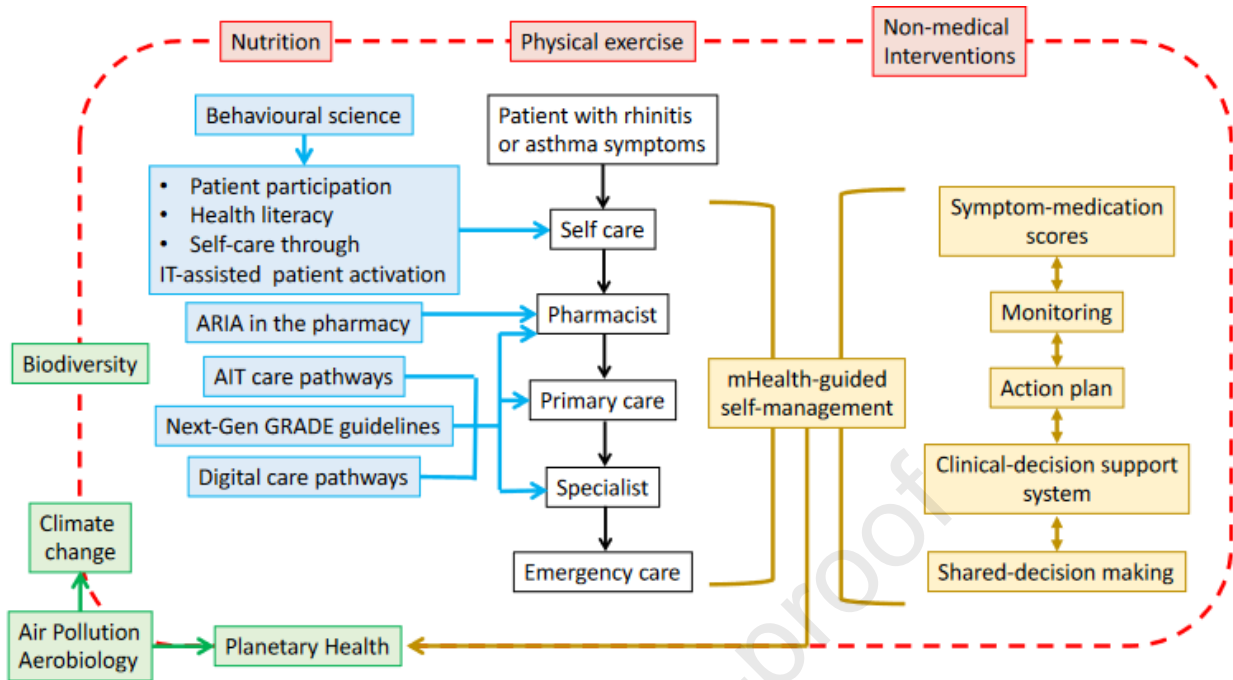 Nutrition
Physical exercise
Non-medical
Interventions
Behavioural science
Patient with rhinitis
or asthma symptoms
• Patient participation
• Health literacy
• Self-care through
IT-assisted patient activation
Self care
Symptom-medication
scores
ARIA in the pharmacy
Pharmacist
Monitoring
Biodiversity
AIT care pathways
Primary care
mHealth-guided
self-management
Action plan
Next-Gen GRADE guidelines
Digital care pathways
Specialist
Clinical-decision support
system
Climate
change
Emergency care
Shared-decision making
Air Pollution
Aerobiology
Planetary Health
proof